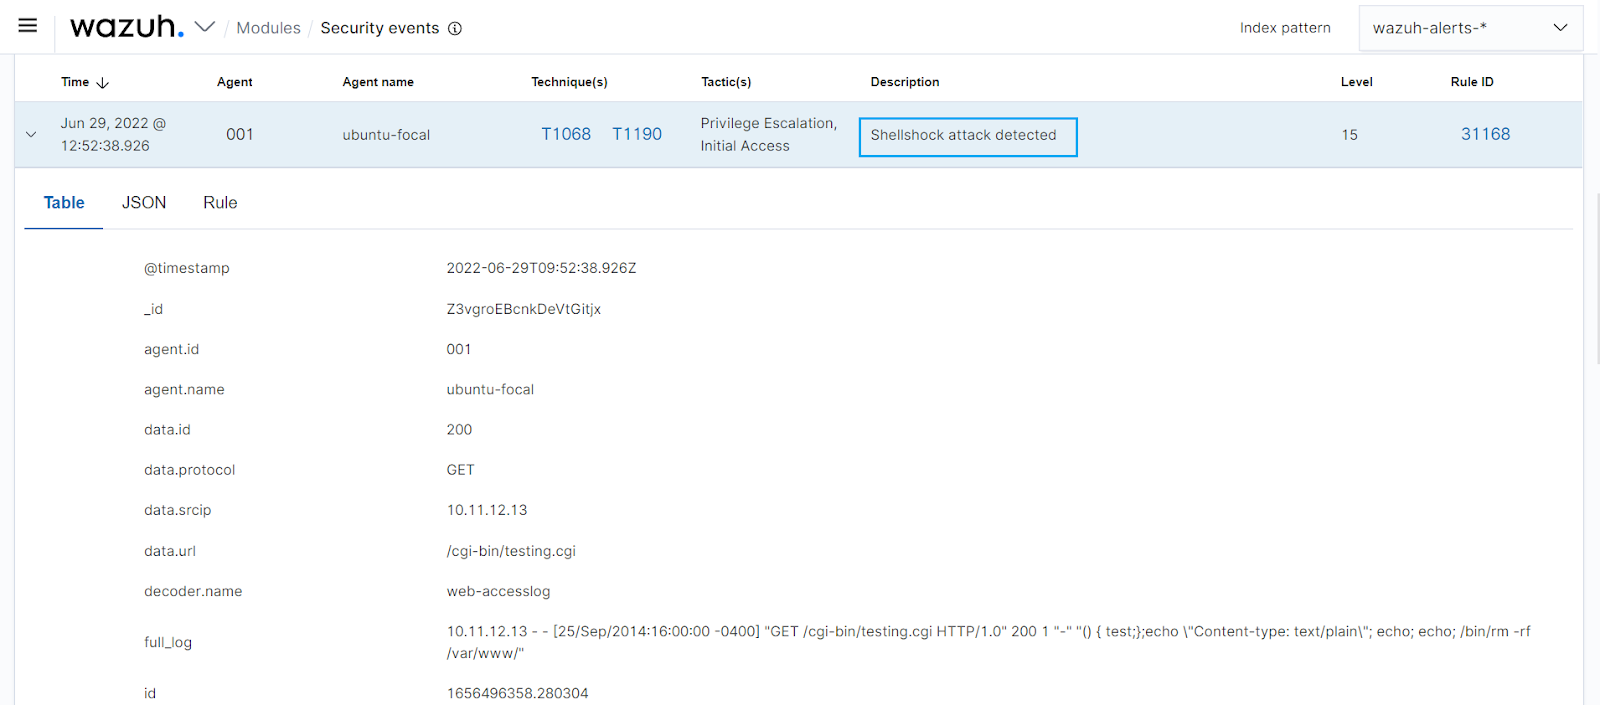 wazuh. / Modules / Security events Index pattern wazuh-alerts-*
Time Agent Agent name Technique(s) Tactic(s) Description Level Rule ID
Jun 29, 2022 @ 12:52:38.926 001 ubuntu-focal T1068 T1190 Privilege Escalation, Initial Access Shellshock attack detected 15 31168
Table JSON Rule
@timestamp 2022-06-29T09:52:38.926Z
_id Z3vgroEBcnkDeVtGitjx
agent.id 001
agent.name ubuntu-focal
data.id 200
data.protocol GET
data.srcip 10.11.12.13
data.url /cgi-bin/testing.cgi
decoder.name web-accesslog
full_log 10.11.12.13 - - [25/Sep/2014:16:00:00 -0400] "GET /cgi-bin/testing.cgi HTTP/1.0" 200 1 "-" "() { test;};echo \"Content-type: text/plain\"; echo; echo; /bin/rm -rf
/var/www/"
id 1656496358.280304